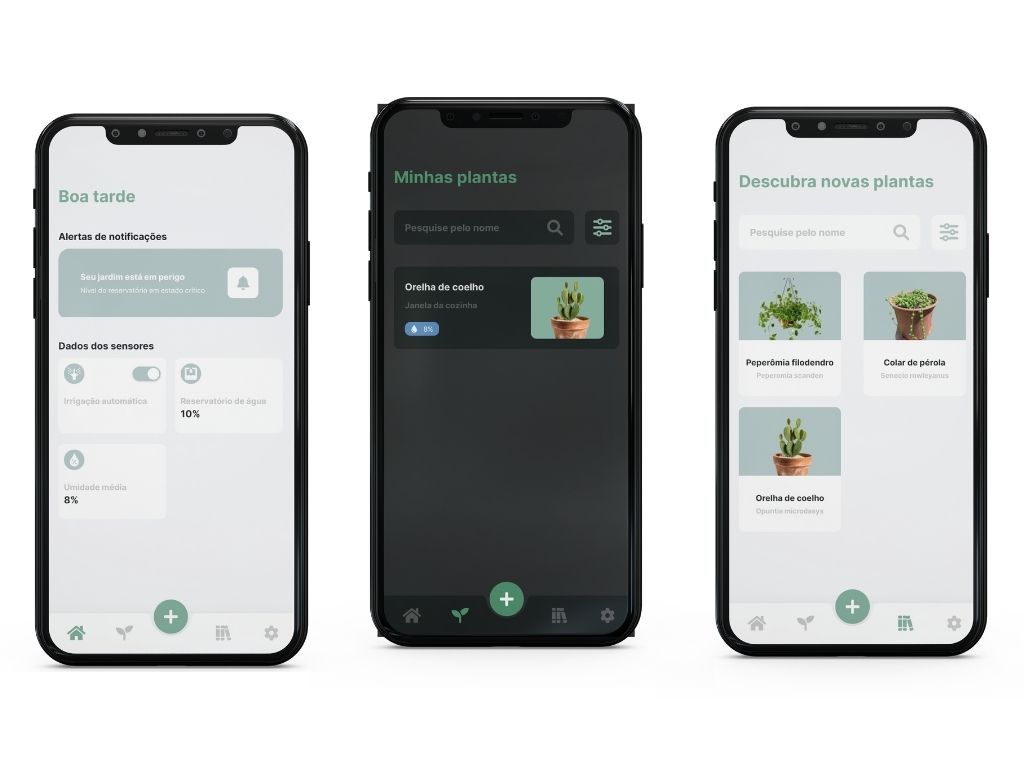 Boa tarde
Alertas de notificações
Seu jardim está em perigo
Nível do reservatório em estado crítico
Dados dos sensores
Irrigação automática
Reservatório de água
10%
Umidade média
8%
Minhas plantas
Pesquise pelo nome
Orelha de coelho
Janela da cozinha
8%
Descubra novas plantas
Pesquise pelo nome
Peperômia filodendro
Peperomia scanden
Colar de pérola
Senecio rowleyanus
Orelha de coelho
Opuntia microdasys